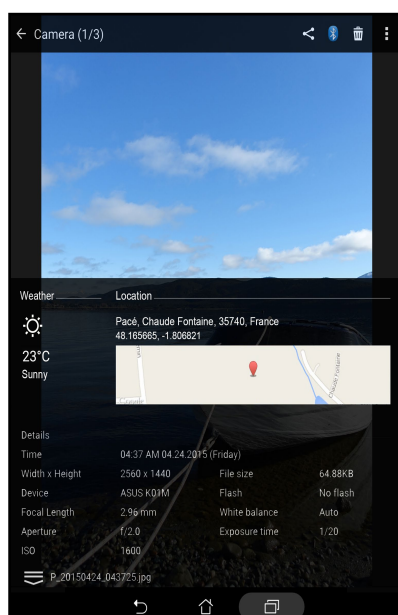 Camera (1/3)
Weather Location
Pacé, Chaude Fontaine, 35740, France
48.165665, -1.806821
23°C
Sunny
Chaude Fontaine
Details
Time 04:37 AM 04.24.2015 (Friday)
Width x Height 2560 x 1440 File size 64.88KB
Device ASUS K01M Flash No flash
Focal Length 2.96 mm White balance Auto
Aperture f/2.0 Exposure time 1/20
ISO 1600
P_20150424_043725.jpg